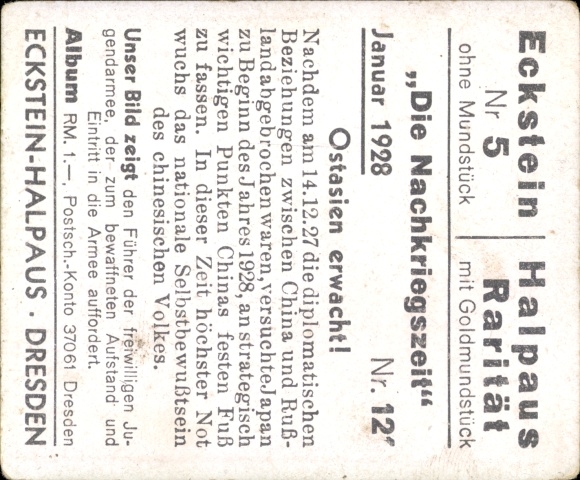 Eckstein | Halpaus
Nr 5 Rarität
ohne Mundstück mit Goldmundstück
„Die Nachkriegszeit“
Januar 1928 Nr. 12
Ostasien erwacht!
Nachdem am 14.12.27 die diplomatischen
Beziehungen zwischen China und Ruß-
land abgebrochen waren, versuchte Japan
zu Beginn des Jahres 1928, an strategisch
wichtigen Punkten Chinas festen Fuß
zu fassen. In dieser Zeit höchster Not
wuchs das nationale Selbstbewußtsein
des chinesischen Volkes.
Unser Bild zeigt den Führer der freiwilligen Ju-
gendarmee, der zum bewaffneten Aufstand und
Eintritt in die Armee auffordert.
Album RM. 1.—, Postsch.-Konto 37061 Dresden
ECKSTEIN-HALPAUS · DRESDEN